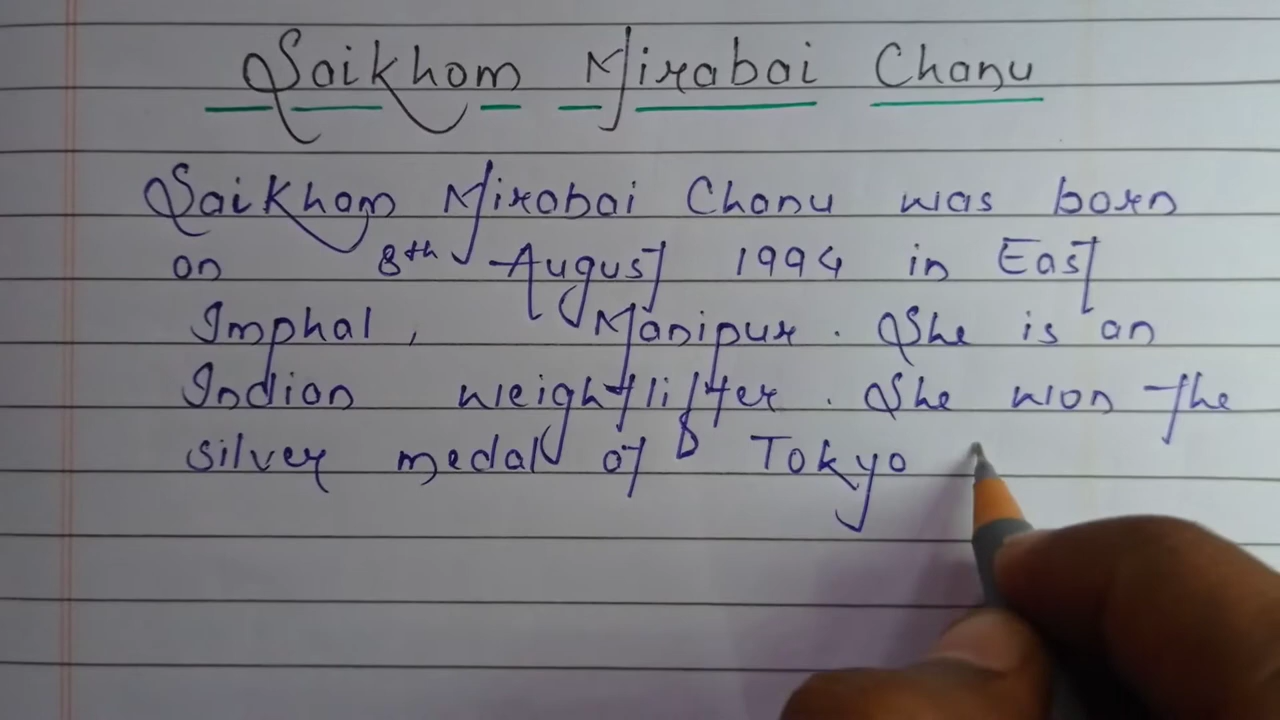 Saikhom Mirabai Chanu
Saikhom Mirabai Chanu was born
on 8th August 1994 in East
Imphal, Manipur. She is an
Indian weightlifter. She won the
silver medal of Tokyo